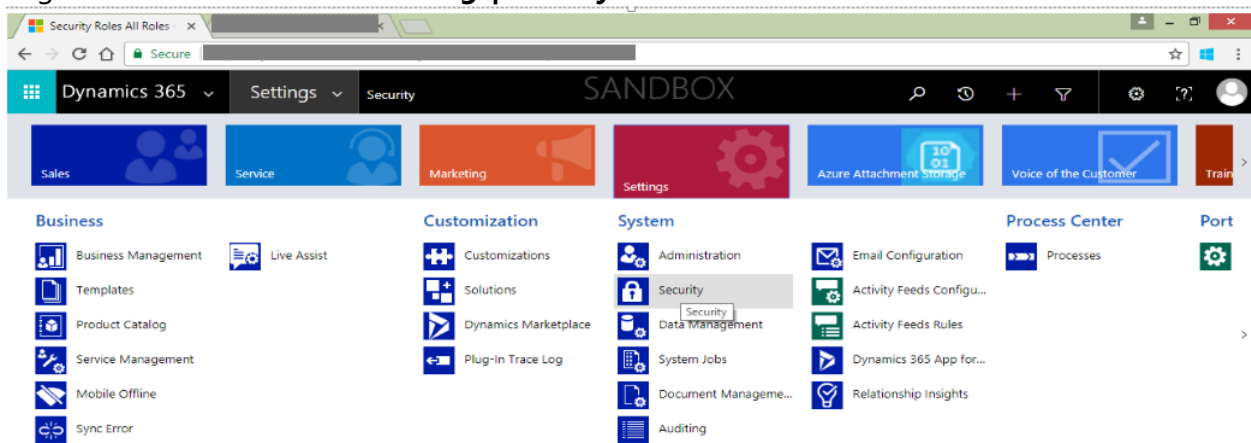 Security Roles All Roles -
Secure
Dynamics 365 Settings Security SANDBOX
Sales Service Marketing Settings Azure Attachment Storage Voice of the Customer Train
Business Customization System Process Center Port
Business Management Live Assist Customizations Administration Email Configuration Processes
Templates Solutions Security Activity Feeds Configu...
Security
Product Catalog Dynamics Marketplace Data Management Activity Feeds Rules
Service Management Plug-In Trace Log System Jobs Dynamics 365 App for...
Mobile Offline Document Manageme... Relationship Insights
Sync Error Auditing